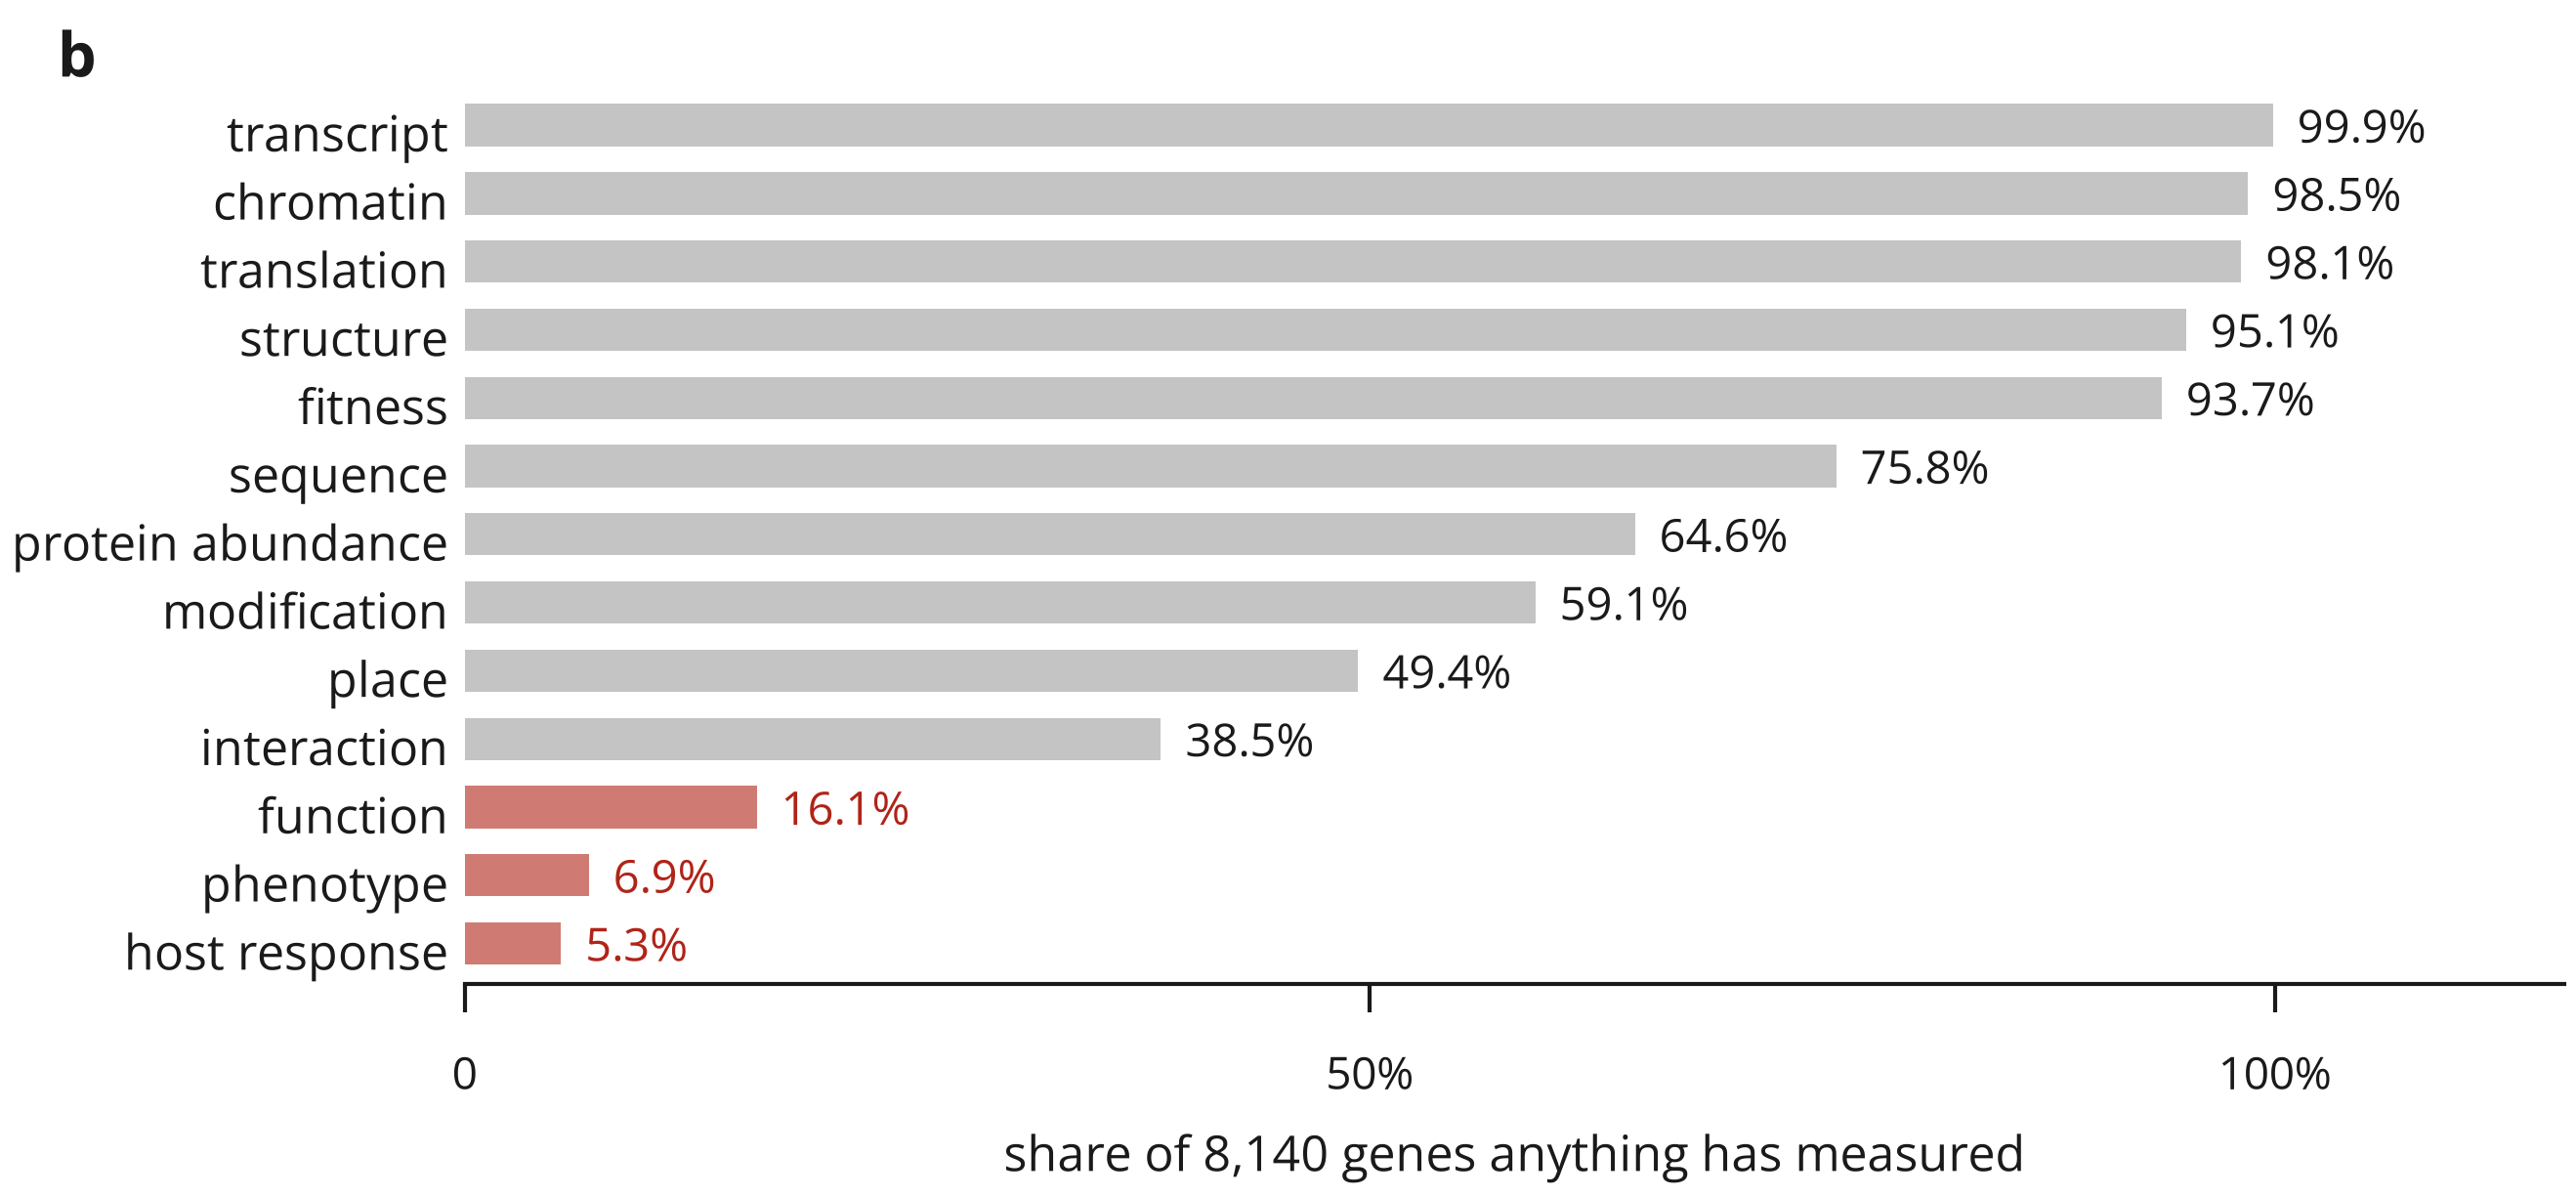 b
transcript 99.9%
chromatin 98.5%
translation 98.1%
structure 95.1%
fitness 93.7%
sequence 75.8%
protein abundance 64.6%
modification 59.1%
place 49.4%
interaction 38.5%
function 16.1%
phenotype 6.9%
host response 5.3%
0 50% 100%
share of 8,140 genes anything has measured